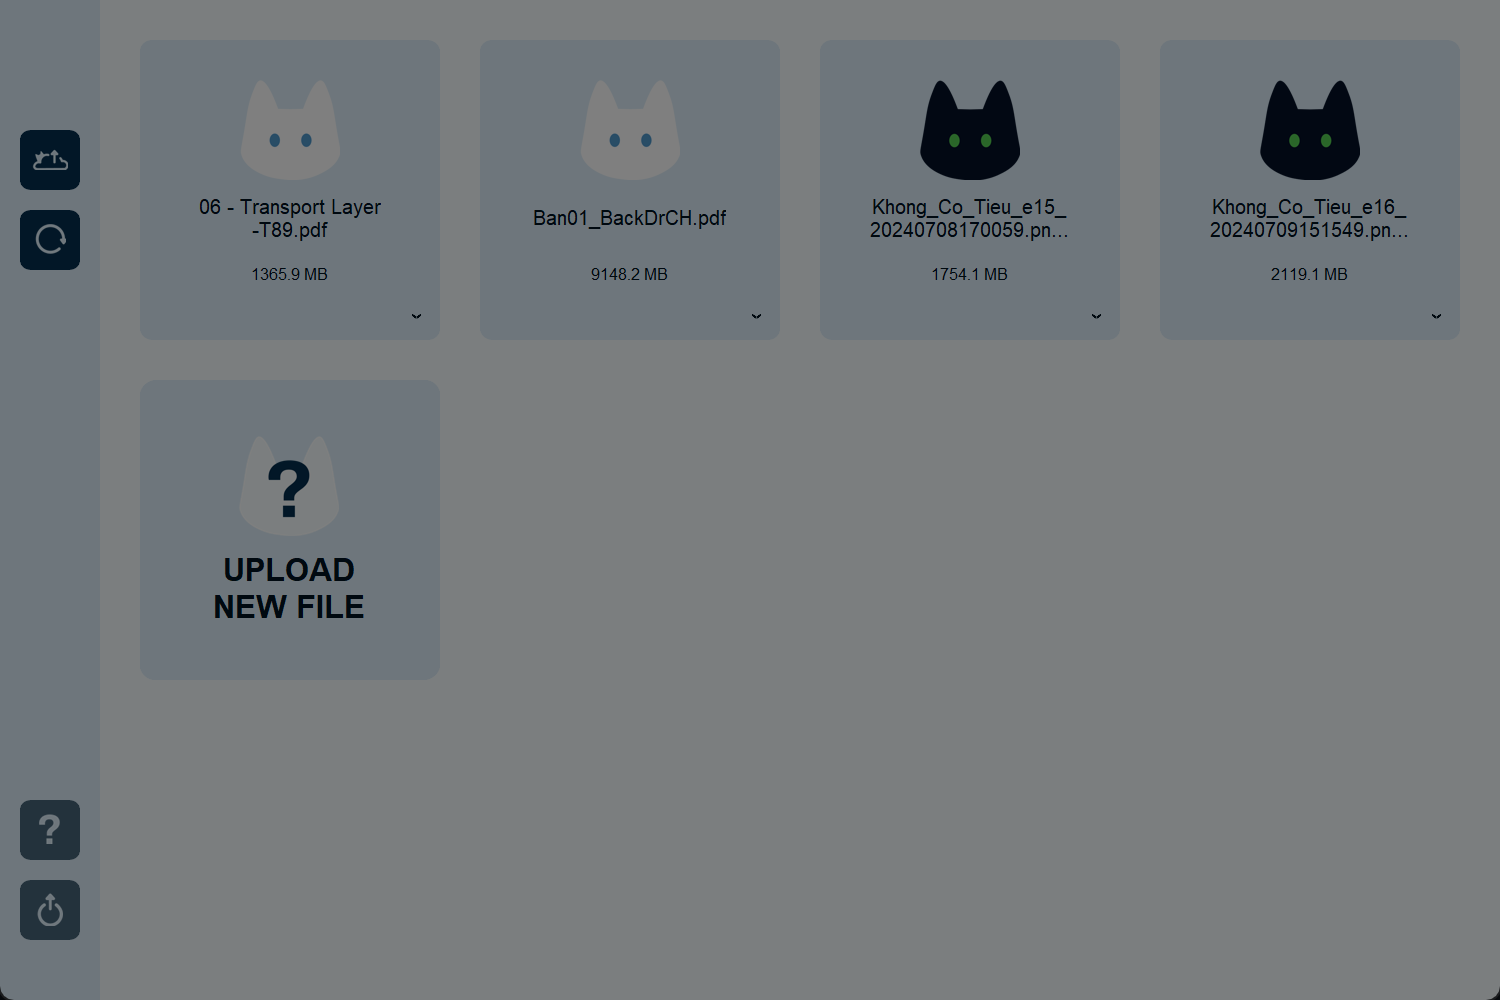 06 - Transport Layer
-T89.pdf
1365.9 MB
Ban01_BackDrCH.pdf
9148.2 MB
Khong_Co_Tieu_e15_
20240708170059.pn...
1754.1 MB
Khong_Co_Tieu_e16_
20240709151549.pn...
2119.1 MB
?
UPLOAD
NEW FILE
?